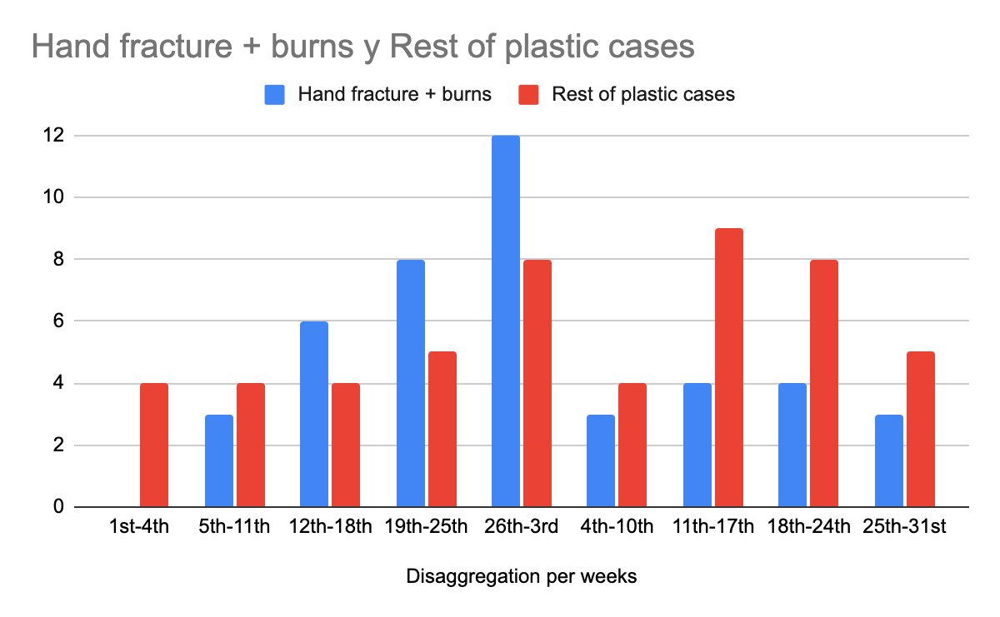 Hand fracture + burns y Rest of plastic cases
Hand fracture + burns Rest of plastic cases
12
10
8
6
4
2
0
1st-4th 5th-11th 12th-18th 19th-25th 26th-3rd 4th-10th 11th-17th 18th-24th 25th-31st
Disaggregation per weeks